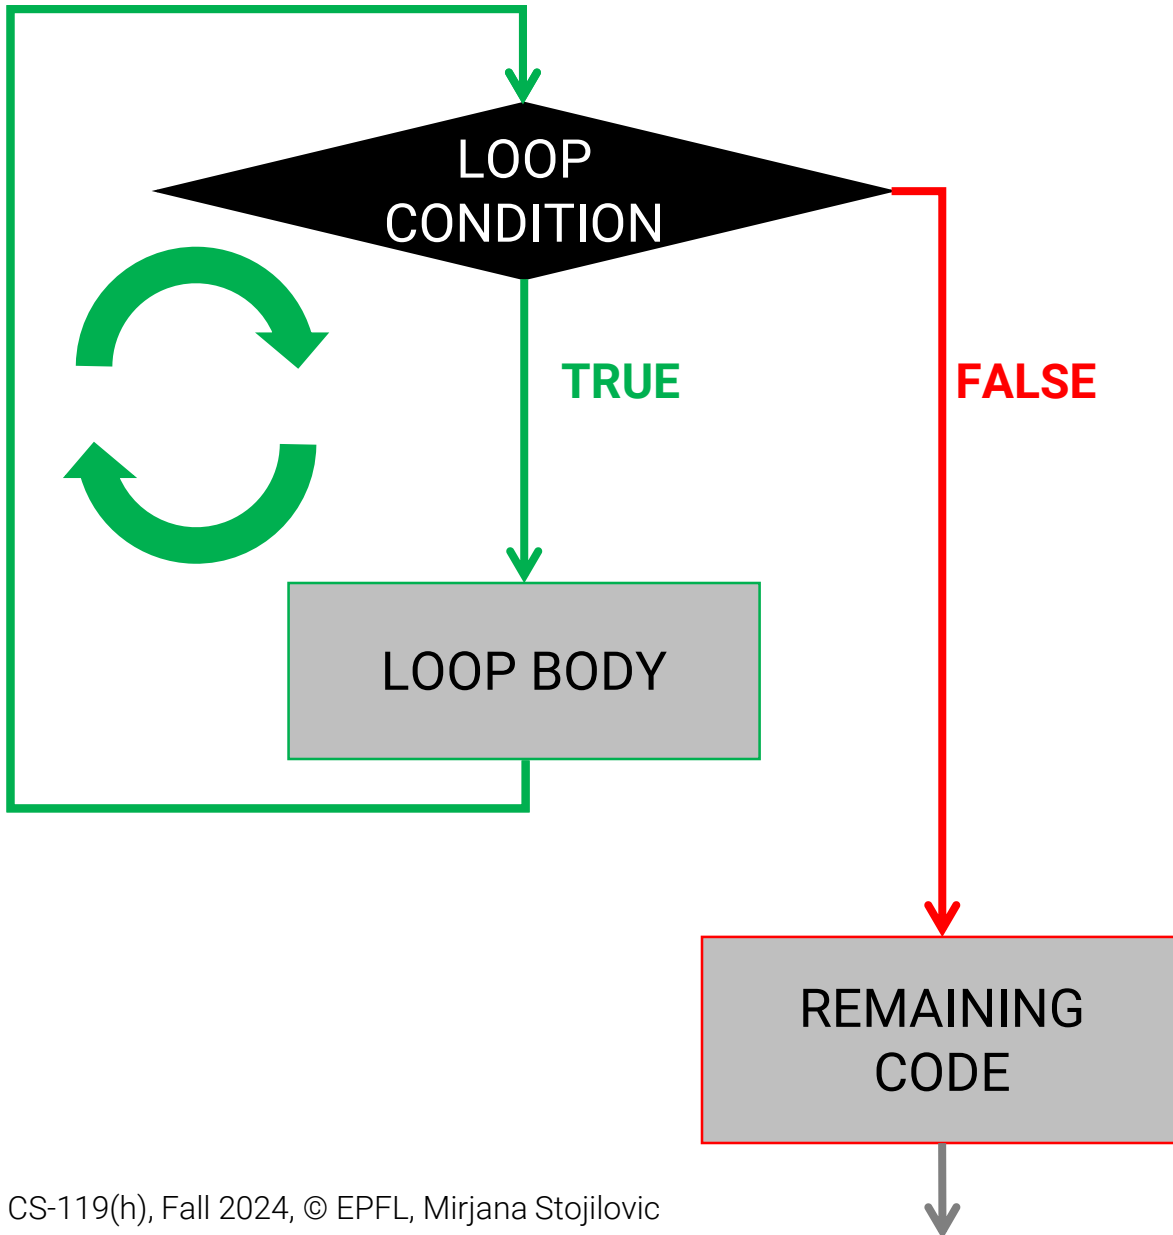 LOOP
CONDITION
TRUE
FALSE
LOOP BODY
REMAINING
CODE
CS-119(h), Fall 2024, © EPFL, Mirjana Stojilovic